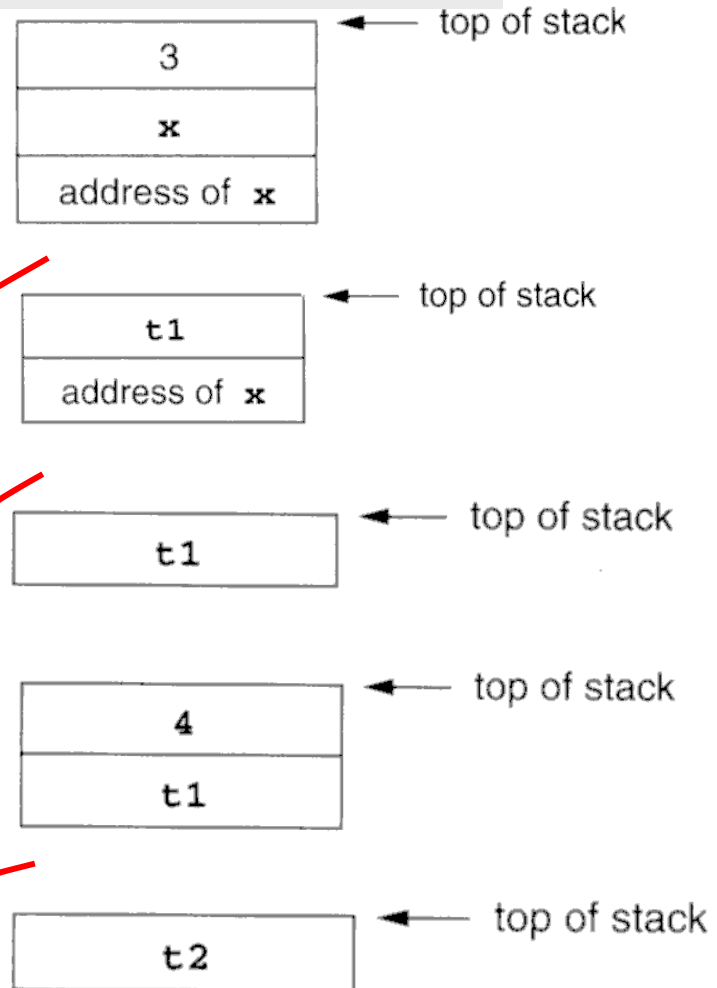 top of stack
3
x
address of x
top of stack
t1
address of x
top of stack
t1
top of stack
4
t1
top of stack
t2